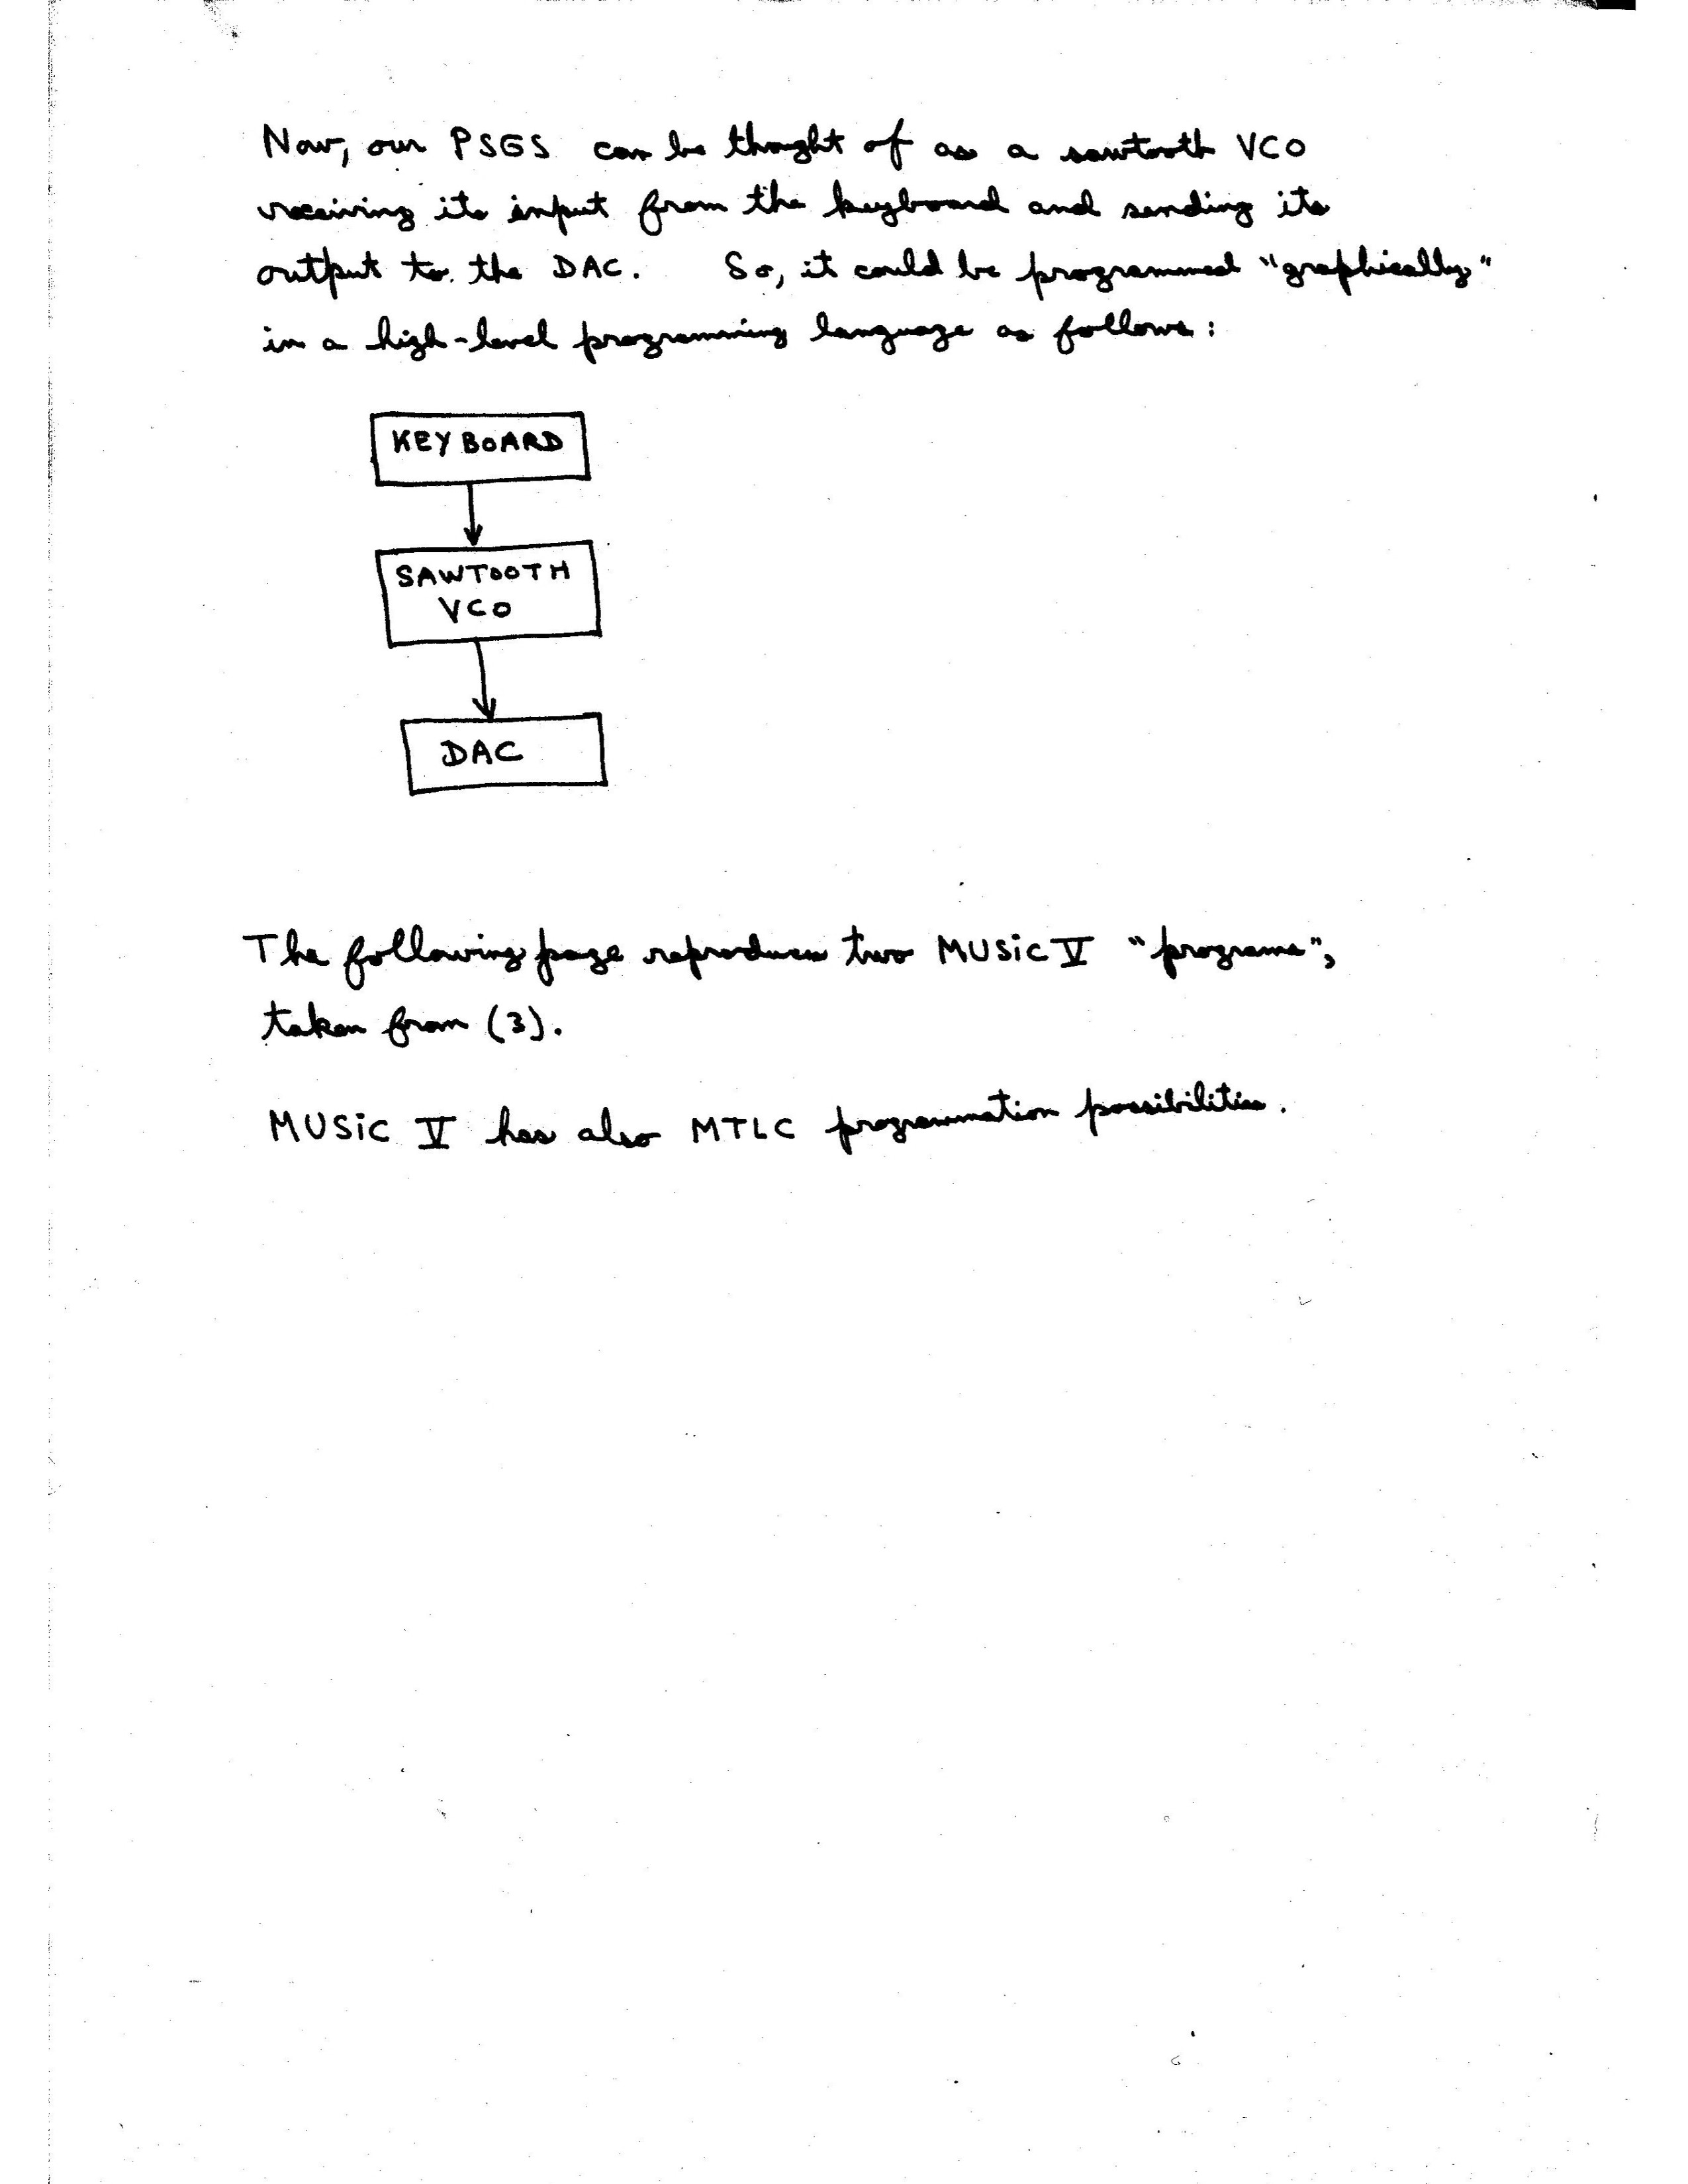 Now, our PSGS can be thought of as a sawtooth VCO
receiving its input from the keyboard and sending its
output to the DAC. So, it could be programmed "graphically"
in a high-level programming language as follows:
KEYBOARD
SAWTOOTH
VCO
DAC
The following page reproduces two MUSIC V "programs",
taken from (3).
MUSIC V has also MTLC programmation possibilities.